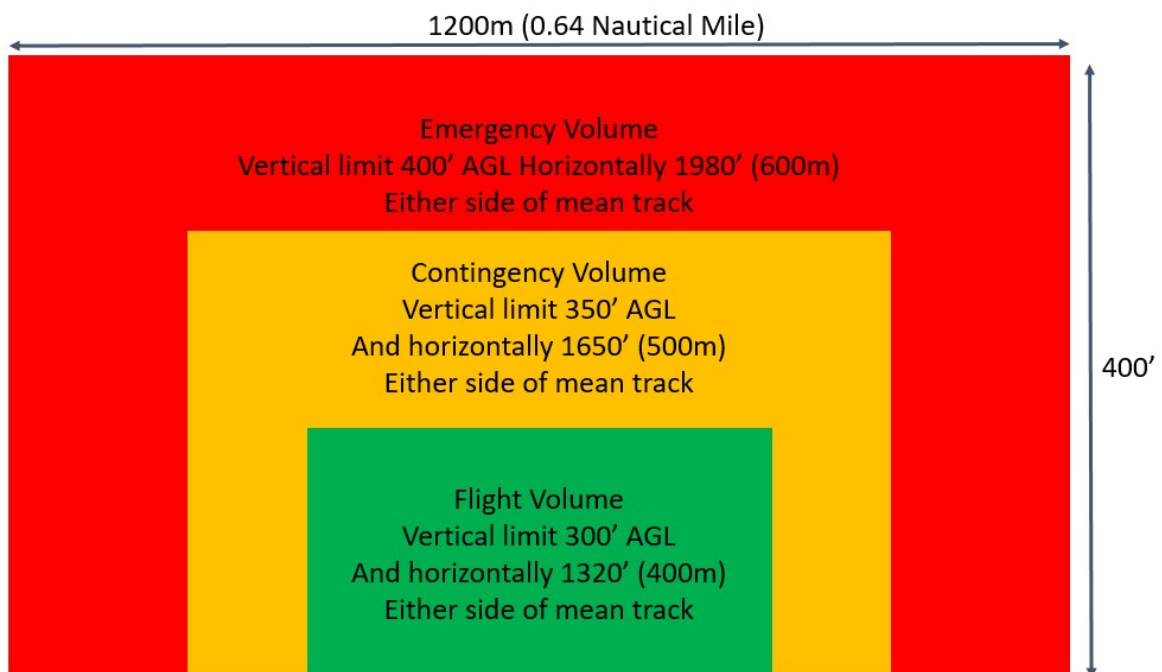 1200m (0.64 Nautical Mile)
Emergency Volume
Vertical limit 400’ AGL Horizontally 1980’ (600m)
Either side of mean track
Contingency Volume
Vertical limit 350’ AGL
And horizontally 1650’ (500m)
Either side of mean track
400’
Flight Volume
Vertical limit 300’ AGL
And horizontally 1320’ (400m)
Either side of mean track